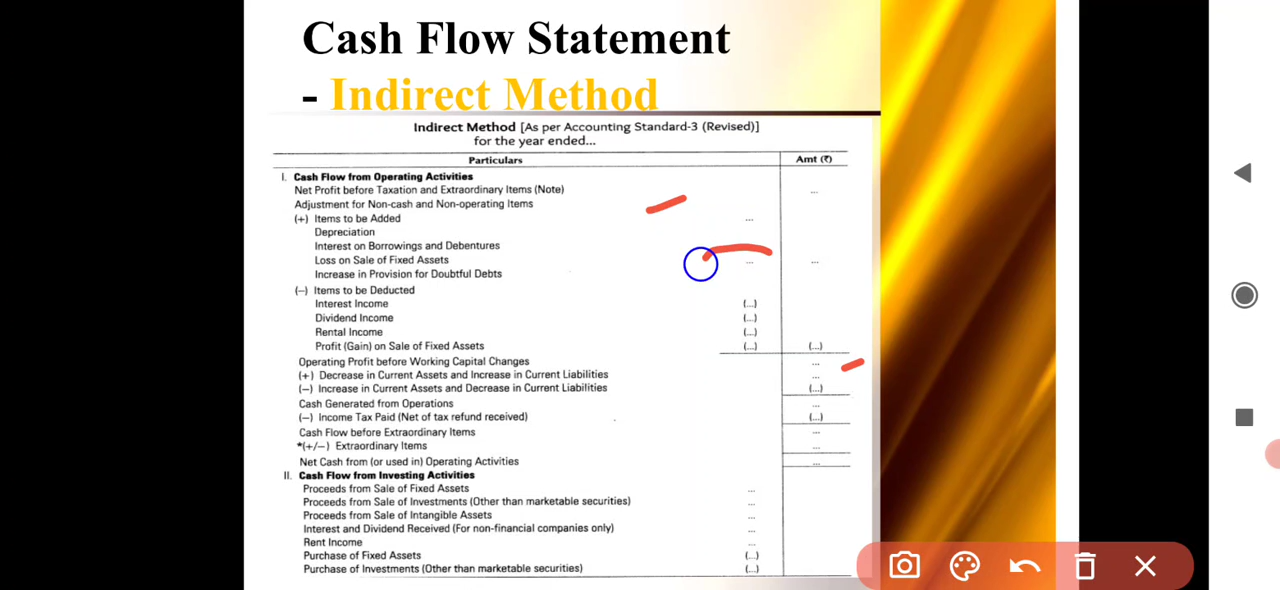 Cash Flow Statement
- Indirect Method
Indirect Method [As per Accounting Standard-3 (Revised)]
for the year ended...
Particulars Amt (₹)
I. Cash Flow from Operating Activities
Net Profit before Taxation and Extraordinary Items (Note) ...
Adjustment for Non-cash and Non-operating Items
(+) Items to be Added ...
Depreciation
Interest on Borrowings and Debentures
Loss on Sale of Fixed Assets ... ...
Increase in Provision for Doubtful Debts
(–) Items to be Deducted
Interest Income (...)
Dividend Income (...)
Rental Income (...)
Profit (Gain) on Sale of Fixed Assets (...) (...)
Operating Profit before Working Capital Changes ...
(+) Decrease in Current Assets and Increase in Current Liabilities ...
(–) Increase in Current Assets and Decrease in Current Liabilities (...)
Cash Generated from Operations ...
(–) Income Tax Paid (Net of tax refund received) (...)
Cash Flow before Extraordinary Items ...
*(+/–) Extraordinary Items ...
Net Cash from (or used in) Operating Activities ...
II. Cash Flow from Investing Activities
Proceeds from Sale of Fixed Assets ...
Proceeds from Sale of Investments (Other than marketable securities) ...
Proceeds from Sale of Intangible Assets ...
Interest and Dividend Received (For non-financial companies only) ...
Rent Income ...
Purchase of Fixed Assets (...)
Purchase of Investments (Other than marketable securities) (...)